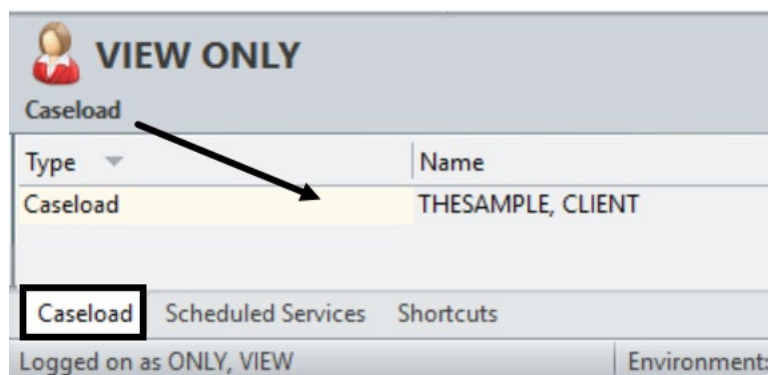 VIEW ONLY
Caseload
Type Name
Caseload THESAMPLE, CLIENT
Caseload Scheduled Services Shortcuts
Logged on as ONLY, VIEW Environment: